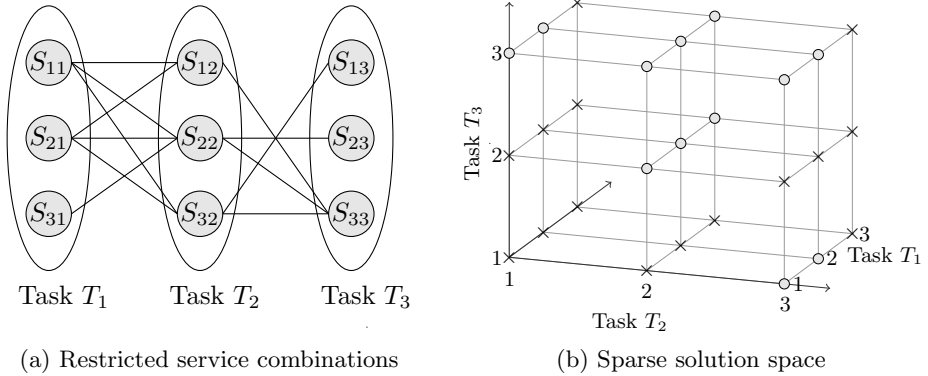 S11 S12 S13
S21 S22 S23
S31 S32 S33
Task T1 Task T2 Task T3
(a) Restricted service combinations
3
2
1
Task T3
1
2
3
Task T2
1
2
3
Task T1
(b) Sparse solution space